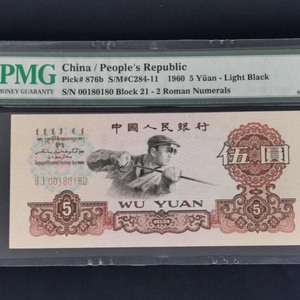 PMG
MONEY GUARANTY
China / People's Republic
Pick# 876b S/M#C284-11 1960 5 Yüan - Light Black
S/N 00180180 Block 21 - 2 Roman Numerals
中國人民銀行
00180180
伍圓
5
WU YUAN
5